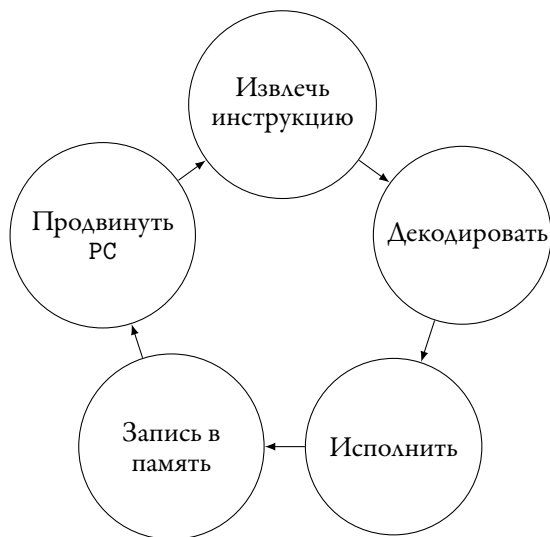 Извлечь
инструкцию
Декодировать
Исполнить
Запись в
память
Продвинуть
PC